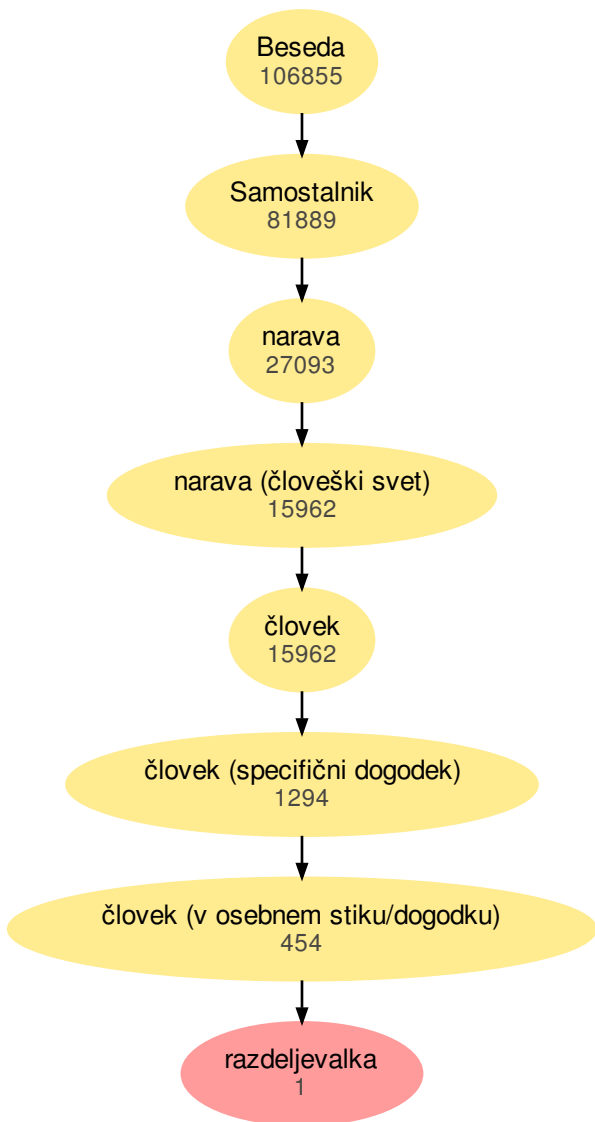 Beseda
106855
Samostalnik
81889
narava
27093
narava (človeški svet)
15962
človek
15962
človek (specifični dogodek)
1294
človek (v osebnem stiku/dogodku)
454
razdeljevalka
1